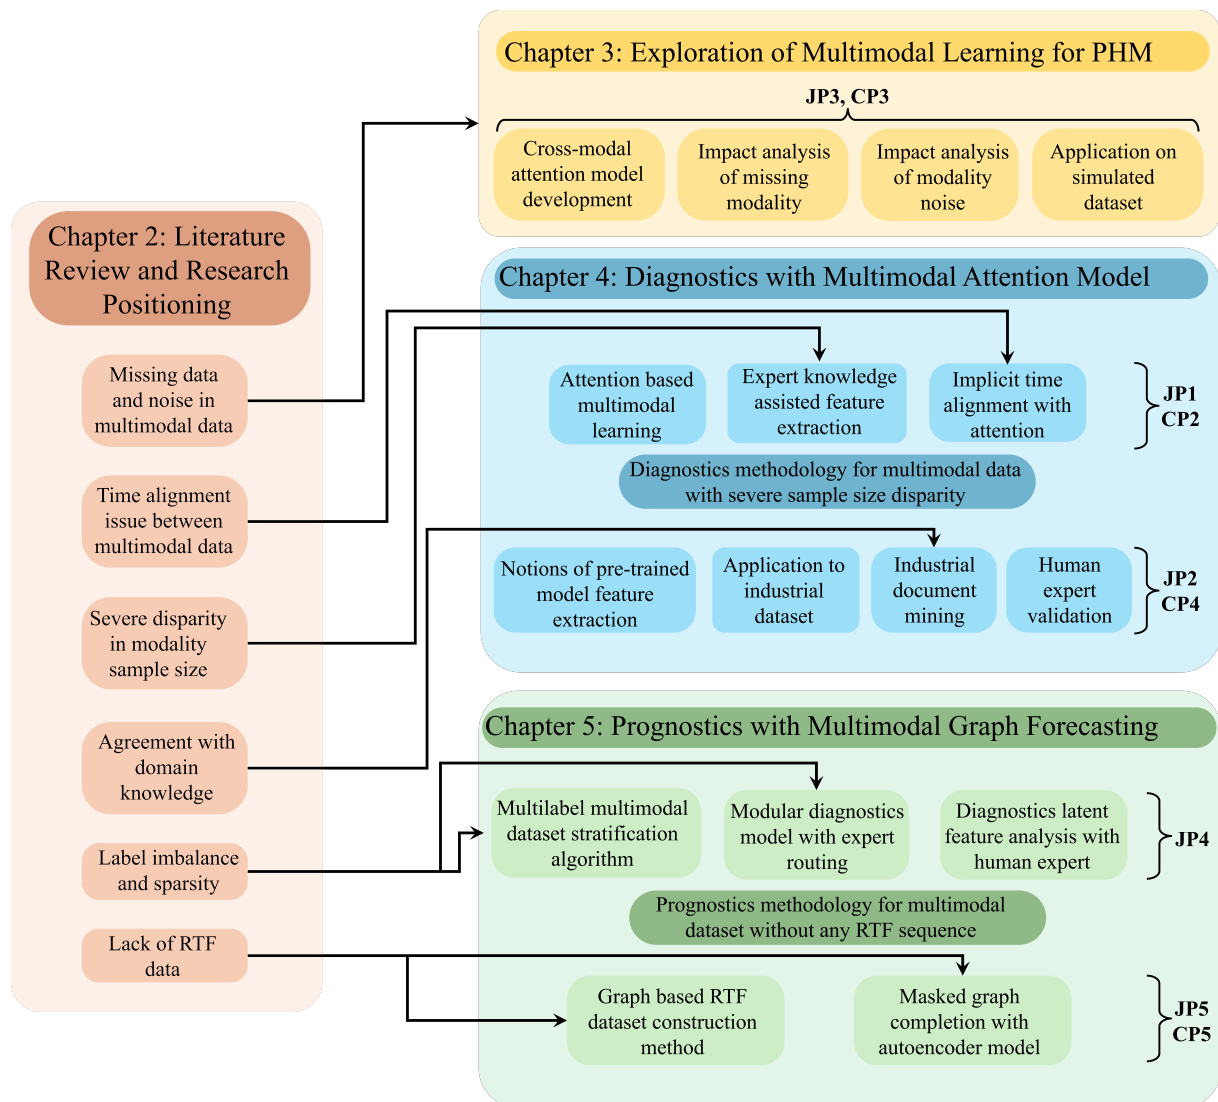 Chapter 3: Exploration of Multimodal Learning for PHM
JP3, CP3
Cross-modal
attention model
development
Impact analysis
of missing
modality
Impact analysis
of modality
noise
Application on
simulated
dataset
Chapter 2: Literature
Review and Research
Positioning
Missing data
and noise in
multimodal data
Time alignment
issue between
multimodal data
Severe disparity
in modality
sample size
Agreement with
domain
knowledge
Label imbalance
and sparsity
Lack of RTF
data
Chapter 4: Diagnostics with Multimodal Attention Model
Attention based
multimodal
learning
Expert knowledge
assisted feature
extraction
Implicit time
alignment with
attention
JP1
CP2
Diagnostics methodology for multimodal data
with severe sample size disparity
Notions of pre-trained
model feature
extraction
Application to
industrial
dataset
Industrial
document
mining
Human
expert
validation
JP2
CP4
Chapter 5: Prognostics with Multimodal Graph Forecasting
Multilabel multimodal
dataset stratification
algorithm
Modular diagnostics
model with expert
routing
Diagnostics latent
feature analysis with
human expert
JP4
Prognostics methodology for multimodal
dataset without any RTF sequence
Graph based RTF
dataset construction
method
Masked graph
completion with
autoencoder model
JP5
CP5